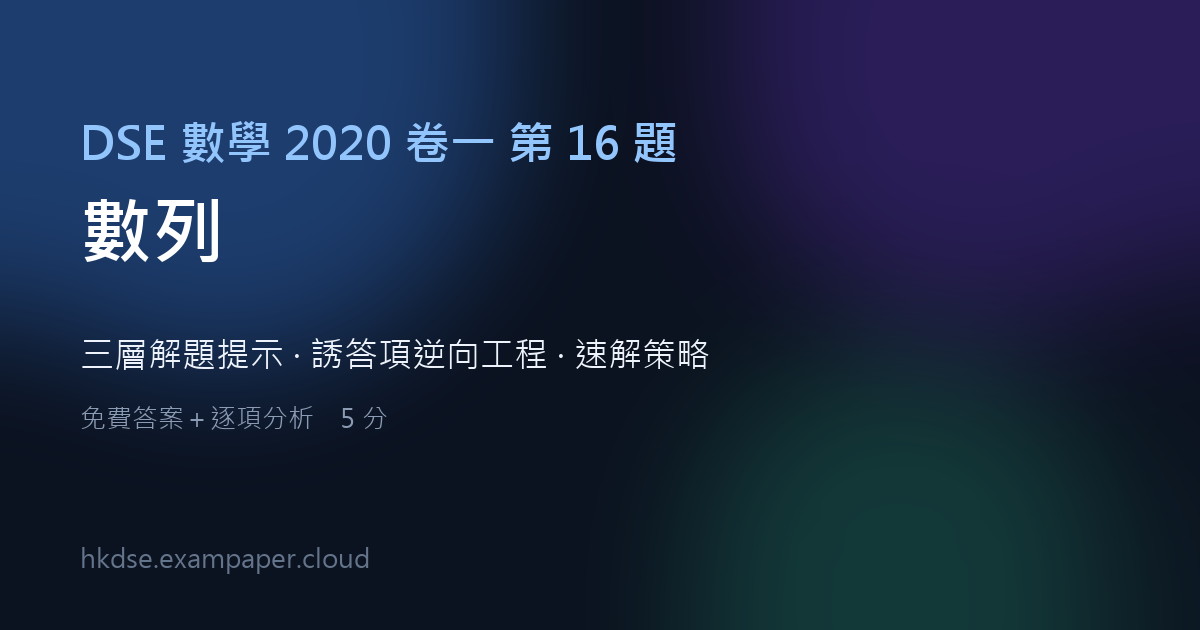 DSE 數學 2020 卷一 第 16 題
數列
三層解題提示 · 誘答項逆向工程 · 速解策略
免費答案 + 逐項分析 5 分
hkdse.exampaper.cloud